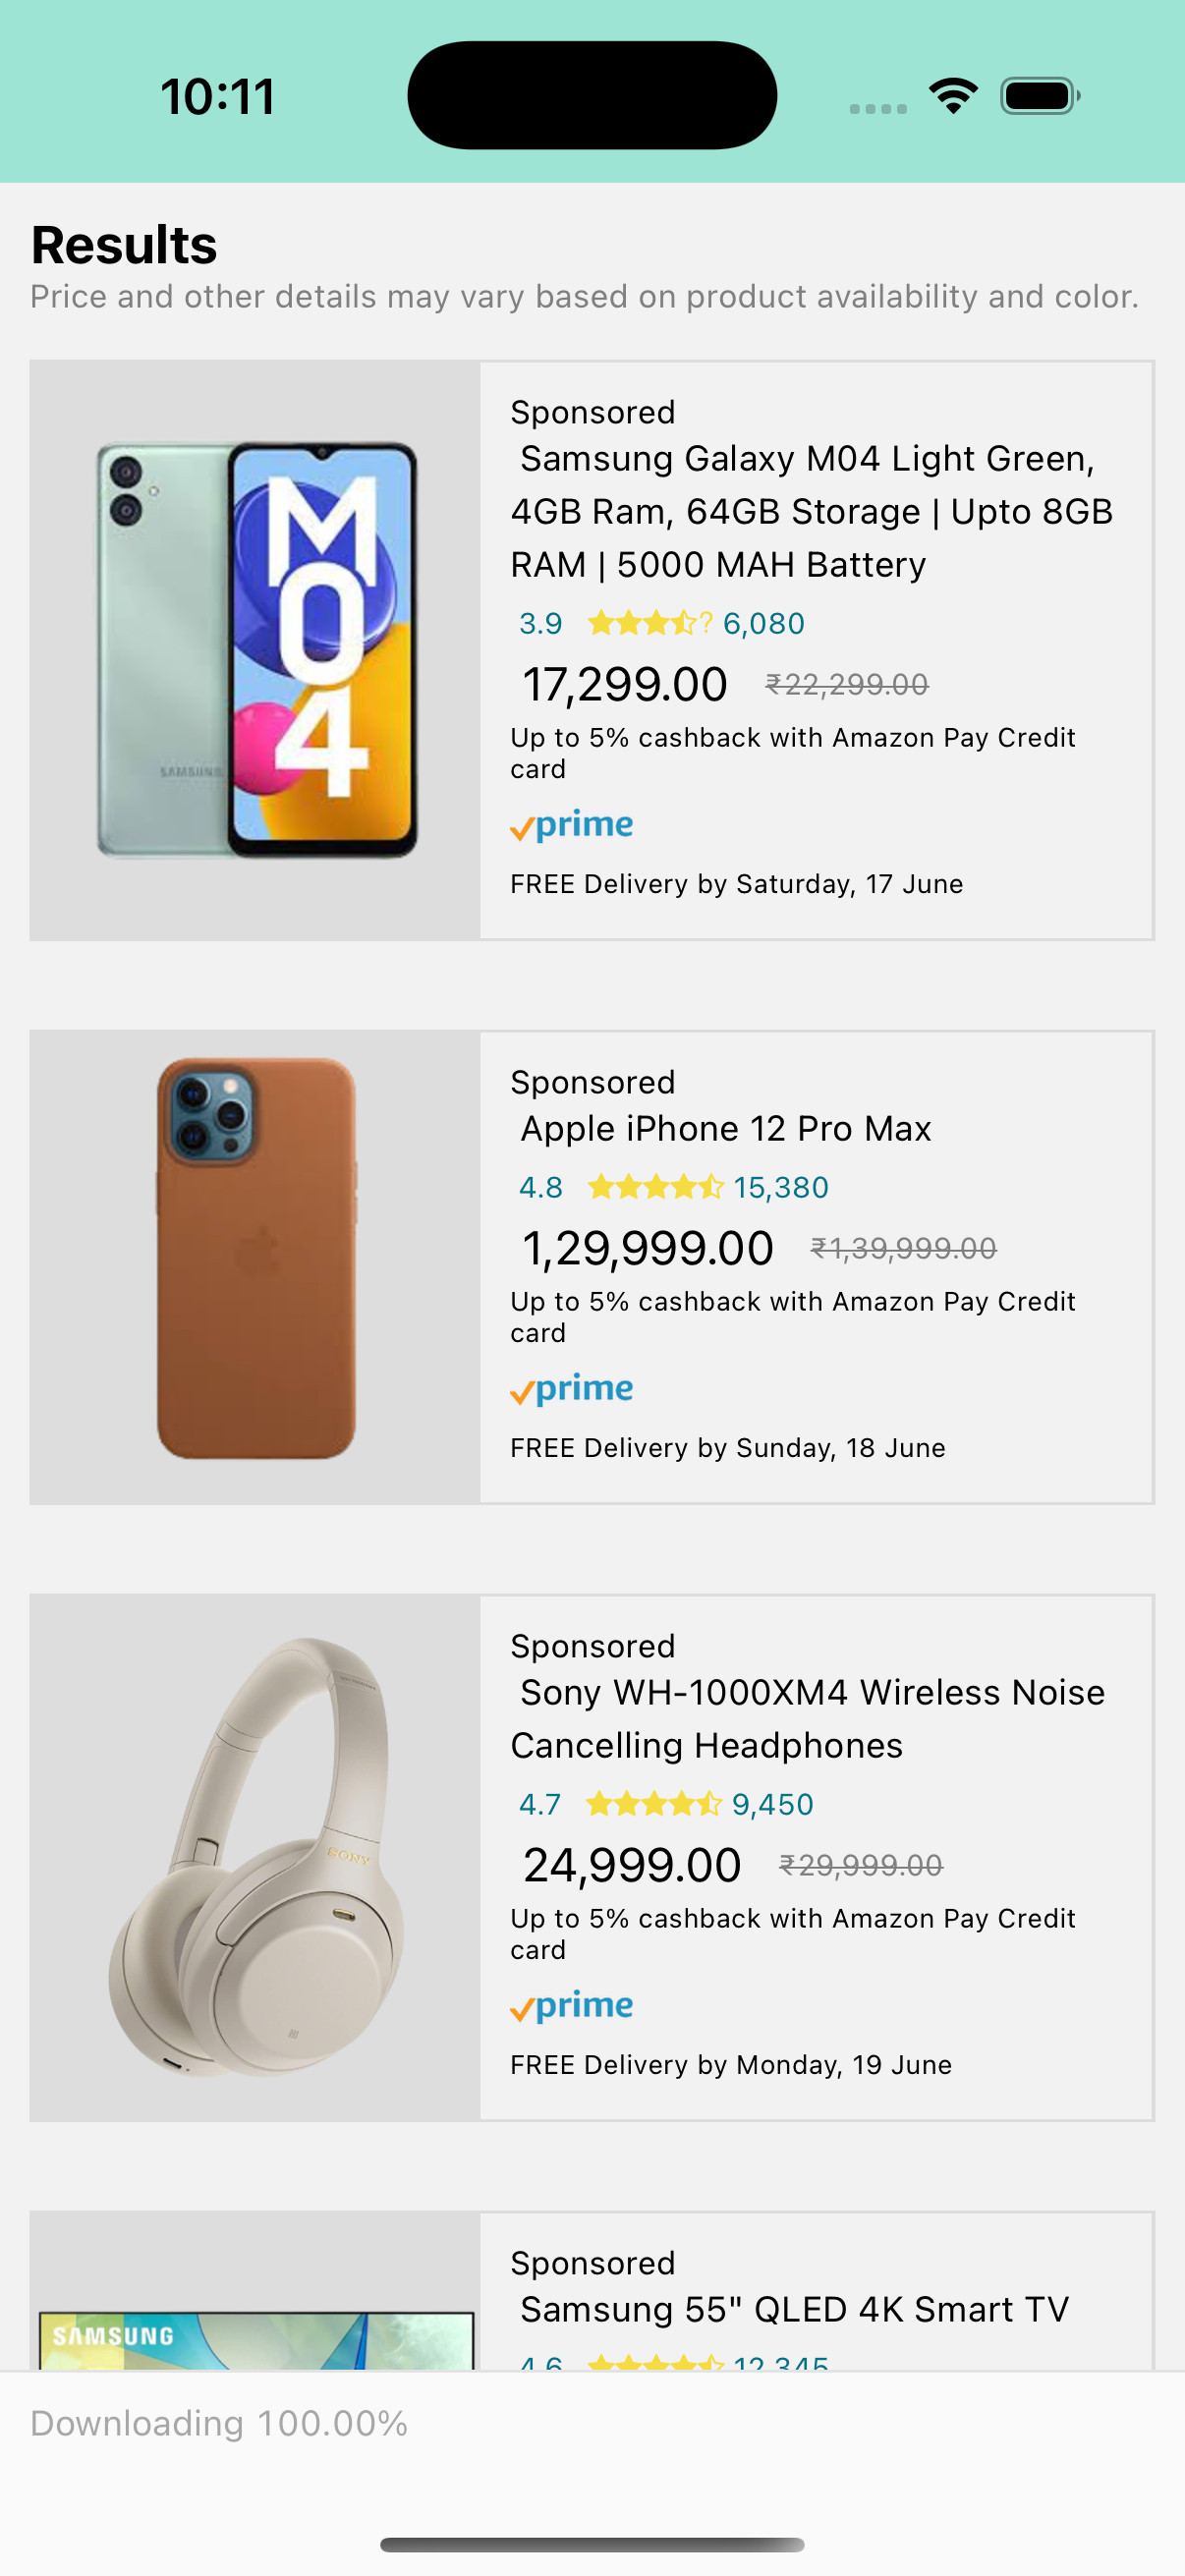 10:11
Results
Price and other details may vary based on product availability and color.
Sponsored
Samsung Galaxy M04 Light Green,
4GB Ram, 64GB Storage | Upto 8GB
RAM | 5000 MAH Battery
M
0
4
SAMSUNG
3.9 ? 6,080
17,299.00 ₹22,299.00
Up to 5% cashback with Amazon Pay Credit
card
prime
FREE Delivery by Saturday, 17 June
Sponsored
Apple iPhone 12 Pro Max
4.8 15,380
1,29,999.00 ₹1,39,999.00
Up to 5% cashback with Amazon Pay Credit
card
prime
FREE Delivery by Sunday, 18 June
Sponsored
Sony WH-1000XM4 Wireless Noise
Cancelling Headphones
SONY
4.7 9,450
24,999.00 ₹29,999.00
Up to 5% cashback with Amazon Pay Credit
card
prime
FREE Delivery by Monday, 19 June
Sponsored
Samsung 55" QLED 4K Smart TV
SAMSUNG
4.6 12,345
Downloading 100.00%